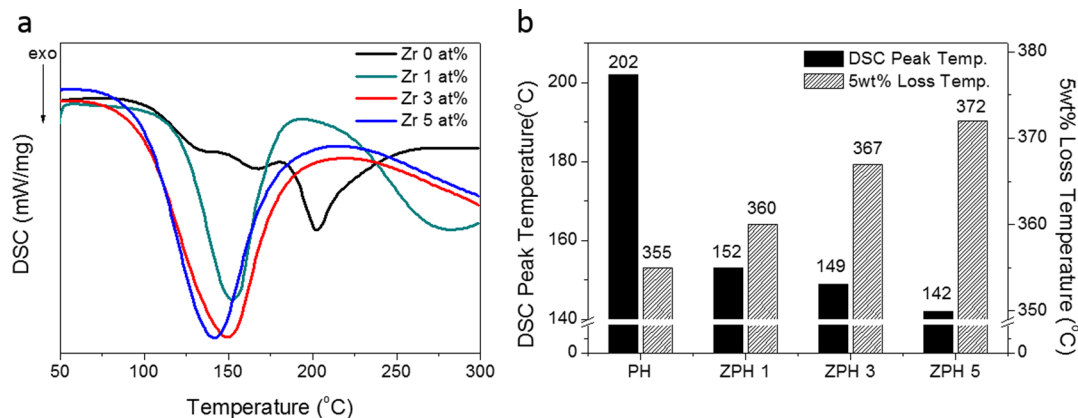 a
exo
Zr 0 at%
Zr 1 at%
Zr 3 at%
Zr 5 at%
DSC (mW/mg)
50
100
150
200
250
300
Temperature (°C)
b
DSC Peak Temp.
5wt% Loss Temp.
DSC Peak Temperature(°C)
200
180
160
140
0
202
355
152
360
149
367
142
372
PH
ZPH 1
ZPH 3
ZPH 5
380
370
360
350
0
5wt% Loss Temperature (°C)